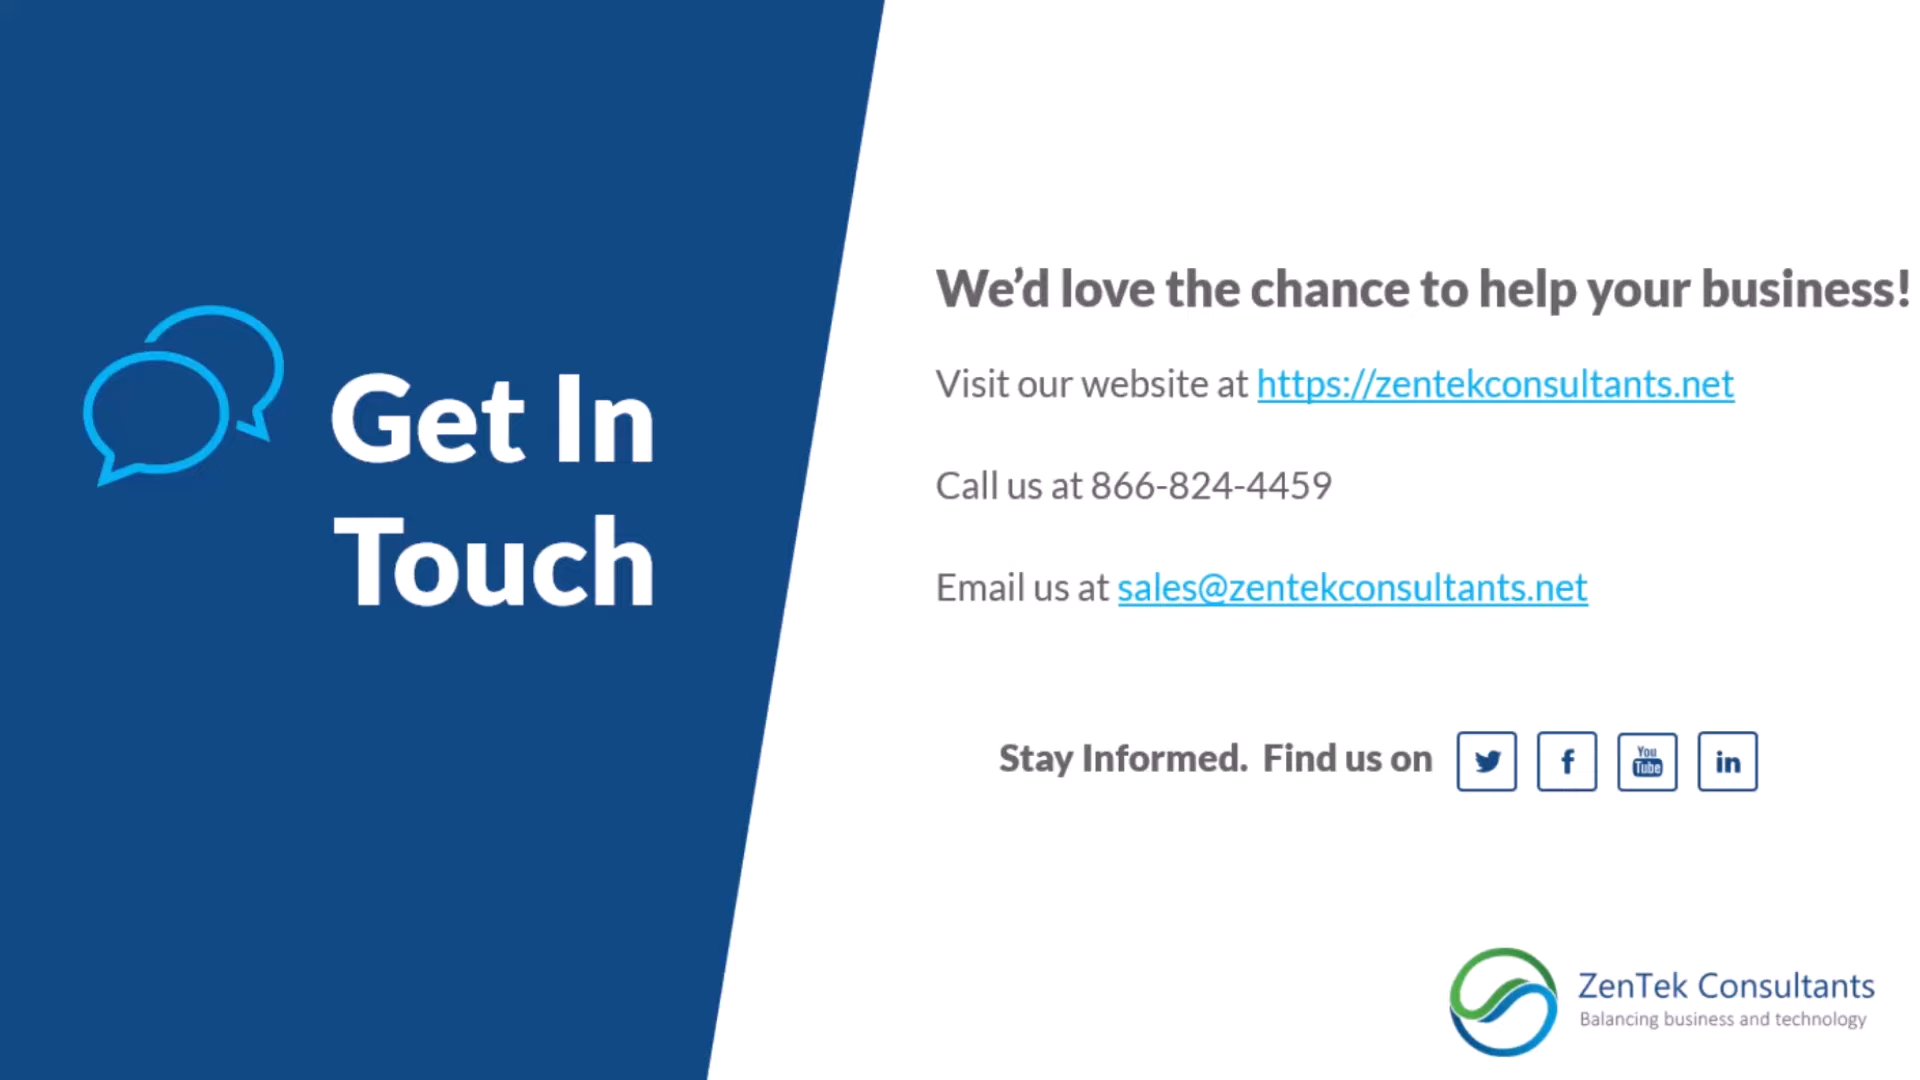 Get In
Touch
We’d love the chance to help your business!
Visit our website at https://zentekconsultants.net
Call us at 866-824-4459
Email us at sales@zentekconsultants.net
Stay Informed.  Find us on
You
Tube
in
ZenTek Consultants
Balancing business and technology